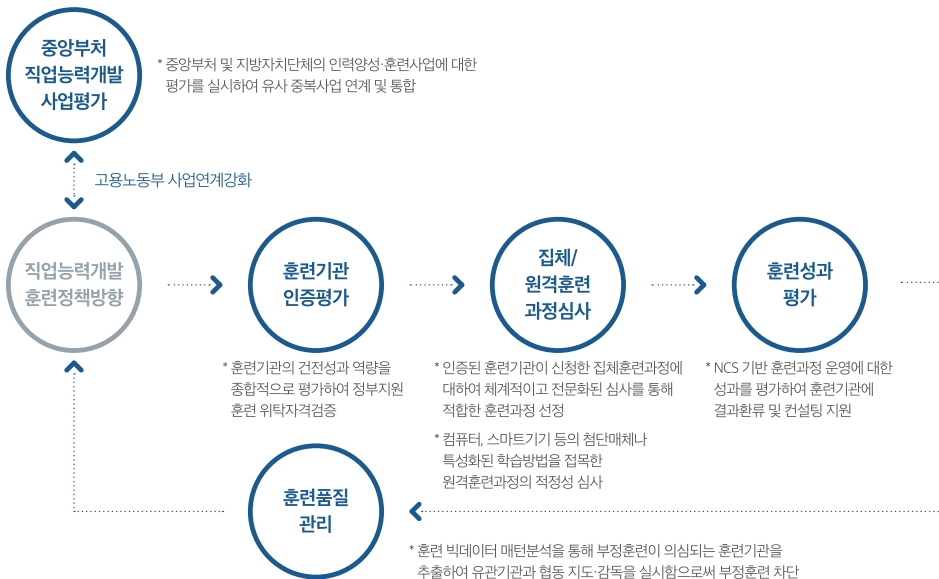 중앙부처
직업능력개발
사업평가
* 중앙부처 및 지방자치단체의 인력양성·훈련사업에 대한
평가를 실시하여 유사 중복사업 연계 및 통합
고용노동부 사업연계강화
직업능력개발
훈련정책방향
훈련기관
인증평가
집체/
원격훈련
과정심사
훈련성과
평가
* 훈련기관의 건전성과 역량을
종합적으로 평가하여 정부지원
훈련 위탁자격검증
* 인증된 훈련기관이 신청한 집체훈련과정에
대하여 체계적이고 전문화된 심사를 통해
적합한 훈련과정 선정
* 컴퓨터, 스마트기기 등의 첨단매체나
특성화된 학습방법을 접목한
원격훈련과정의 적정성 심사
* NCS 기반 훈련과정 운영에 대한
성과를 평가하여 훈련기관에
결과환류 및 컨설팅 지원
훈련품질
관리
* 훈련 빅데이터 매턴분석을 통해 부정훈련이 의심되는 훈련기관을
추출하여 유관기관과 협동 지도·감독을 실시함으로써 부정훈련 차단